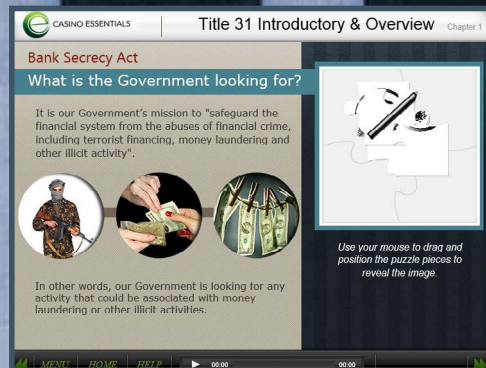 CASINO ESSENTIALS
Title 31 Introductory & Overview
Chapter 1
Bank Secrecy Act
What is the Government looking for?
It is our Government's mission to "safeguard the
financial system from the abuses of financial crime,
including terrorist financing, money laundering and
other illicit activity".
In other words, our Government is looking for any
activity that could be associated with money
laundering or other illicit activities.
Use your mouse to drag and
position the puzzle pieces to
reveal the image.
MENU HOME HELP 00:00 00:00